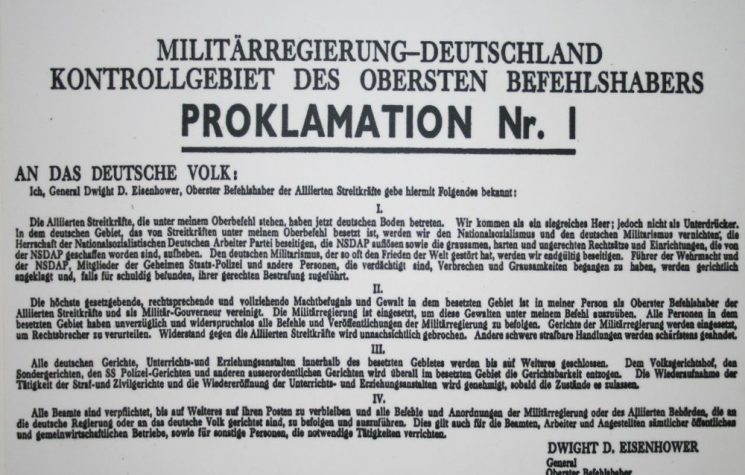 MILITÄRREGIERUNG–DEUTSCHLAND
KONTROLLGEBIET DES OBERSTEN BEFEHLSHABERS
PROKLAMATION Nr. I
AN DAS DEUTSCHE VOLK:
Ich, General Dwight D. Eisenhower, Oberster Befehlshaber der Alliierten Streitkräfte gebe hiermit Folgendes bekannt:
I.
Die Alliierten Streitkräfte, die unter meinem Oberbefehl stehen, haben jetzt deutschen Boden betreten. Wir kommen als ein siegreiches Heer; jedoch nicht als Unterdrücker.
In dem deutschen Gebiet, das von Streitkräften unter meinem Oberbefehl besetzt ist, werden wir den Nationalsozialismus und den deutschen Militarismus vernichten, die
Herrschaft der Nationalsozialistischen Deutschen Arbeiter Partei beseitigen, die NSDAP auflösen sowie die grausamen, harten und ungerechten Rechtsätze und Einrichtungen, die von
der NSDAP geschaffen worden sind, aufheben. Den deutschen Militarismus, der so oft den Frieden der Welt gestört hat, werden wir endgültig beseitigen. Führer der Wehrmacht und
der NSDAP, Mitglieder der Geheimen Staats-Polizei und andere Personen, die verdächtigt sind, Verbrechen und Grausamkeiten begangen zu haben, werden gerichtlich
angeklagt und, falls für schuldig befunden, ihrer gerechten Bestrafung zugeführt.
II.
Die höchste gesetzgebende, rechtsprechende und vollziehende Machtbefugnis und Gewalt in dem besetzten Gebiet ist in meiner Person als Oberster Befehlshaber der
Alliierten Streitkräfte und als Militär-Gouverneur vereinigt. Die Militärregierung ist eingesetzt, um diese Gewalten unter meinem Befehl auszuüben. Alle Personen in dem
besetzten Gebiet haben unverzüglich und widerspruchslos alle Befehle und Veröffentlichungen der Militärregierung zu befolgen. Gerichte der Militärregierung werden eingesetzt,
um Rechtsbrecher zu verurteilen. Widerstand gegen die Alliierten Streitkräfte wird unnachsichtlich gebrochen. Andere schwere strafbare Handlungen werden schärfstens geahndet.
III.
Alle deutschen Gerichte, Unterrichts-und Erziehungsanstalten innerhalb des besetzten Gebietes werden bis auf Weiteres geschlossen. Dem Volksgerichtshof, den
Sondergerichten, den SS Polizei-Gerichten und anderen ausserordentlichen Gerichten wird überall im besetzten Gebiet die Gerichtsbarkeit entzogen. Die Wiederaufnahme der
Tätigkeit der Straf-und Zivilgerichte und die Wiedereröffnung der Unterrichts- und Erziehungsanstalten wird genehmigt, sobald die Zustände es zulassen.
IV.
Alle Beamte sind verpflichtet, bis auf Weiteres auf ihren Posten zu verbleiben und alle Befehle und Anordnungen der Militärregierung oder der Alliierten Behörden, die an
die deutsche Regierung oder an das deutsche Volk gerichtet sind, zu befolgen und auszuführen. Dies gilt auch für die Beamten, Arbeiter und Angestellten sämtlicher öffentlichen
und gemeinwirtschaftlichen Betriebe, sowie für sonstige Personen, die notwendige Tätigkeiten verrichten.
DWIGHT D. EISENHOWER
General
Oberster Befehlshaber